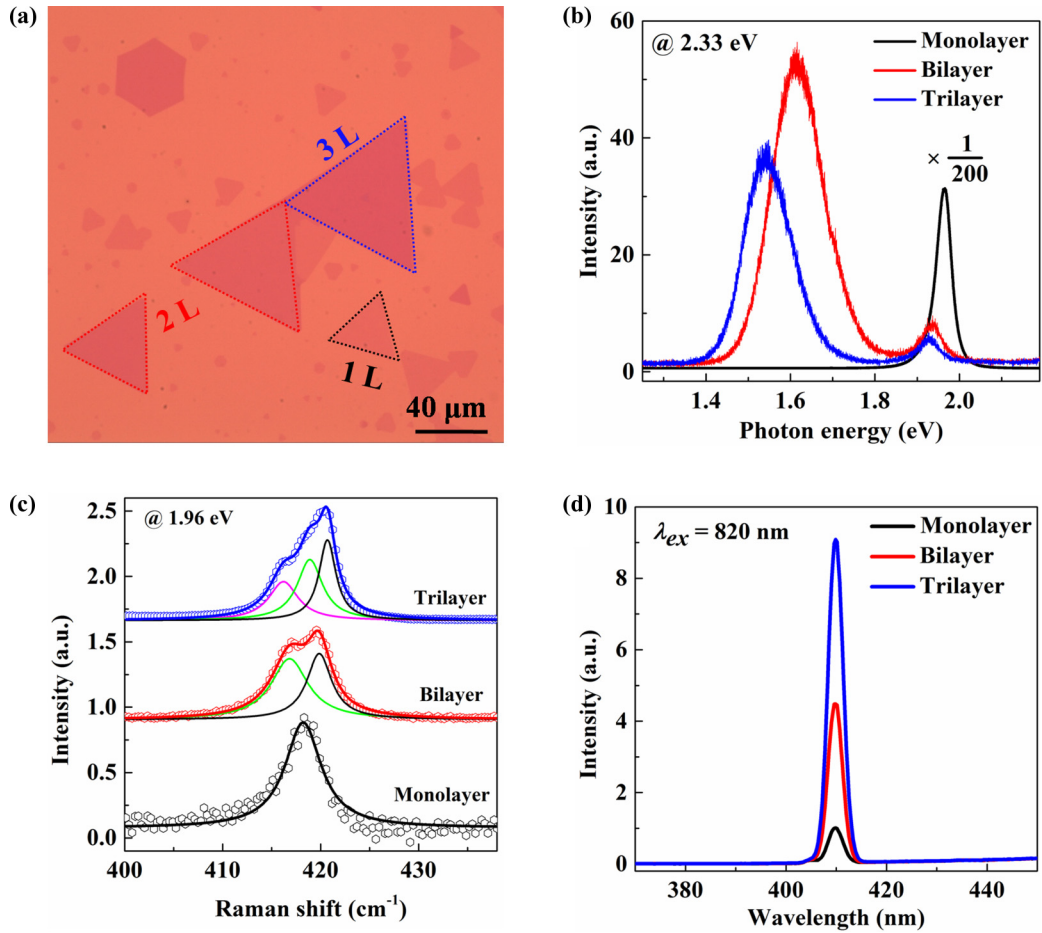 (a)
3 L
2 L
1 L
40 μm
(b)
@ 2.33 eV
Monolayer
Bilayer
Trilayer
× 1/200
60
40
20
0
1.4 1.6 1.8 2.0
Intensity (a.u.)
Photon energy (eV)
(c)
@ 1.96 eV
Trilayer
Bilayer
Monolayer
2.5
2.0
1.5
1.0
0.5
0.0
400 410 420 430
Intensity (a.u.)
Raman shift (cm⁻¹)
(d)
λex = 820 nm
Monolayer
Bilayer
Trilayer
10
8
6
4
2
0
380 400 420 440
Intensity (a.u.)
Wavelength (nm)